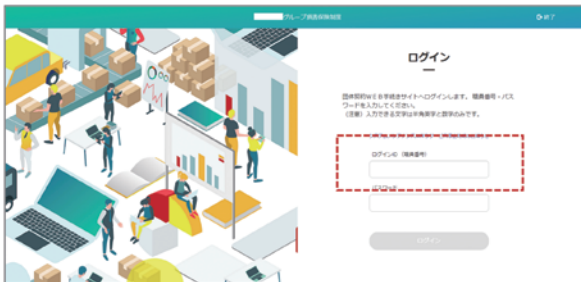 グループ損害保険制度
終了
ログイン
団体契約WEB手続きサイトへログインします。職員番号・パス
ワードを入力してください。
(注意)入力できる文字は半角英字と数字のみです。
ログインID(職員番号)
パスワード
ログイン